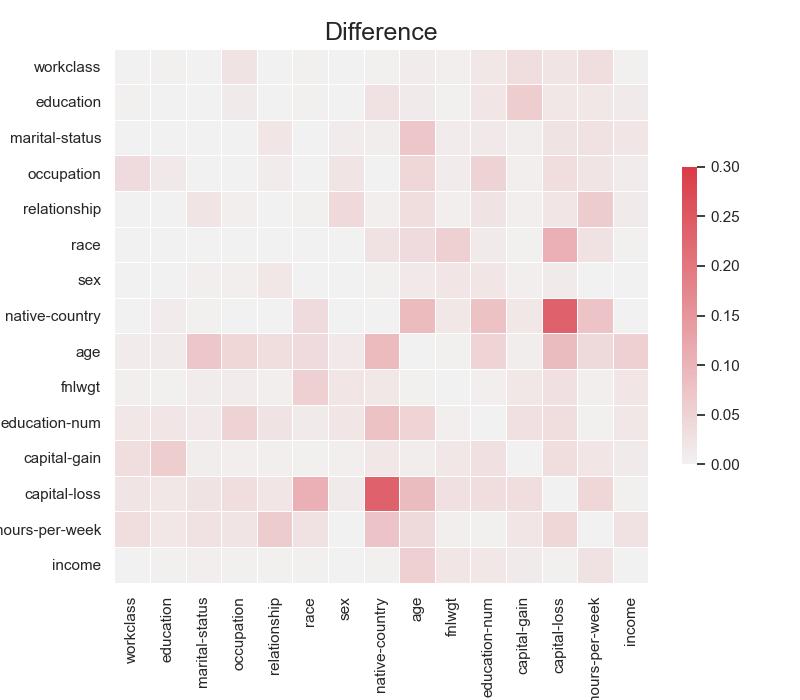 Difference
workclass
education
marital-status
occupation
relationship
race
sex
native-country
age
fnlwgt
education-num
capital-gain
capital-loss
hours-per-week
income
0.30
0.25
0.20
0.15
0.10
0.05
0.00
workclass
education
marital-status
occupation
relationship
race
sex
native-country
age
fnlwgt
education-num
capital-gain
capital-loss
hours-per-week
income